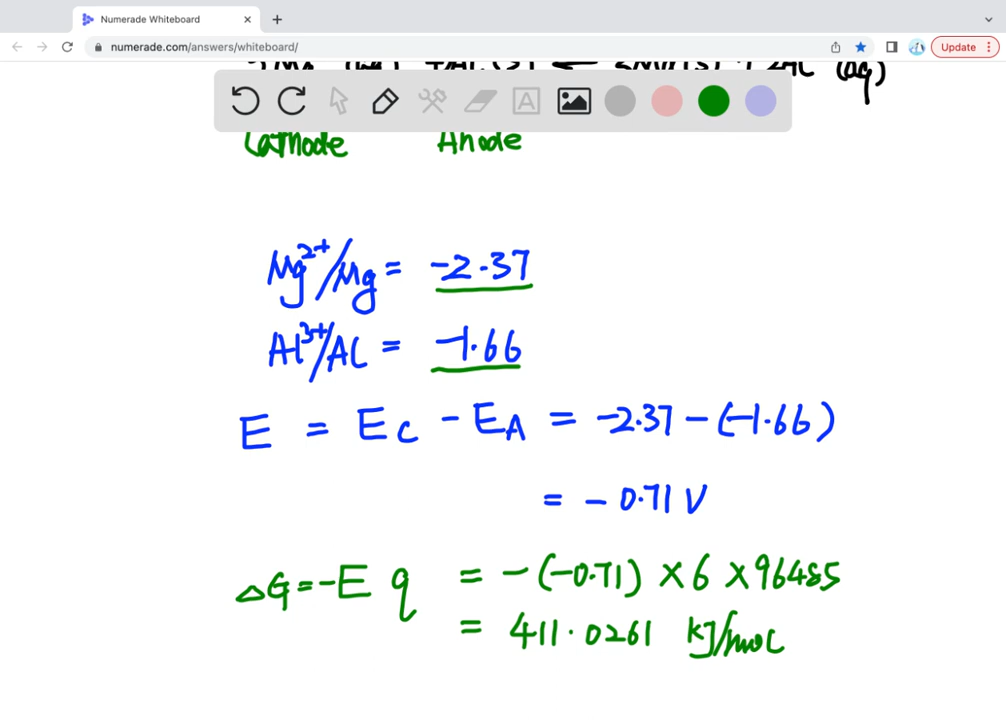 Numerade Whiteboard
numerade.com/answers/whiteboard/
Update
(aq)
A
Cathode Anode
Mg²⁺/Mg = -2.37
Al³⁺/Al = -1.66
E = Ec - EA = -2.37 - (-1.66)
= -0.71 V
ΔG = -E q = -(-0.71) × 6 × 96485
= 411.0261 kJ/mol